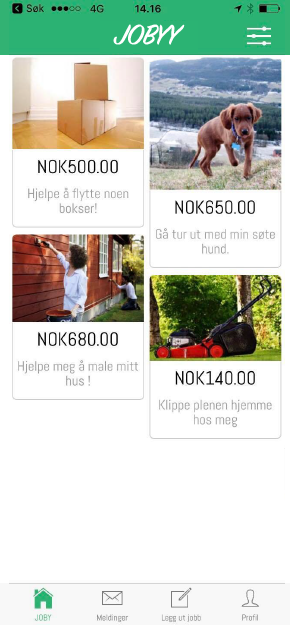 Søk
4G
14.16
JOBYY
NOK500.00
Hjelpe å flytte noen
bokser!
NOK650.00
Gå tur ut med min søte
hund.
NOK680.00
Hjelpe meg å male mitt
hus !
NOK140.00
Klippe plenen hjemme
hos meg
JOBY
Meldinger
Legg ut jobb
Profil